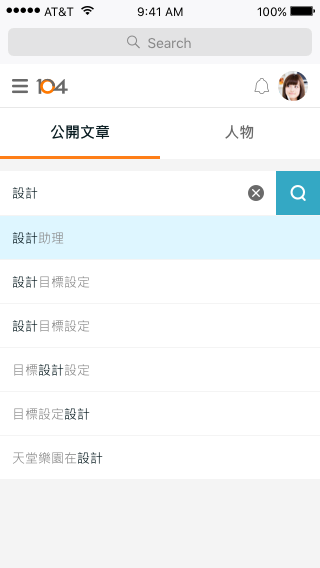 AT&T 9:41 AM 100%
Search
104
公開文章 人物
設計
設計助理
設計目標設定
設計目標設定
目標設計設定
目標設定設計
天堂樂園在設計